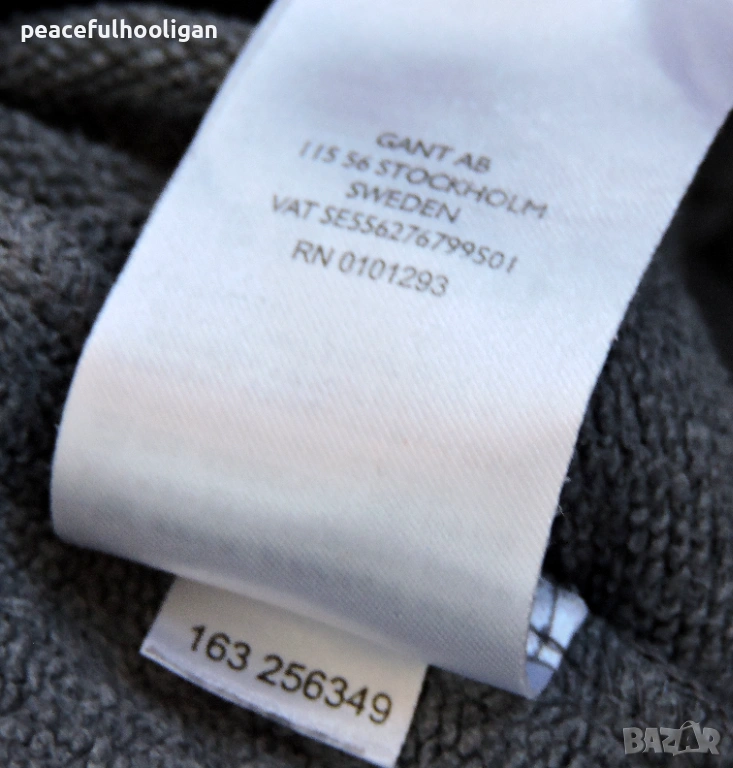 peacefulhooligan
GANT AB
115 56 STOCKHOLM
SWEDEN
VAT SE556276799501
RN 0101293
163 256349
BAZAR